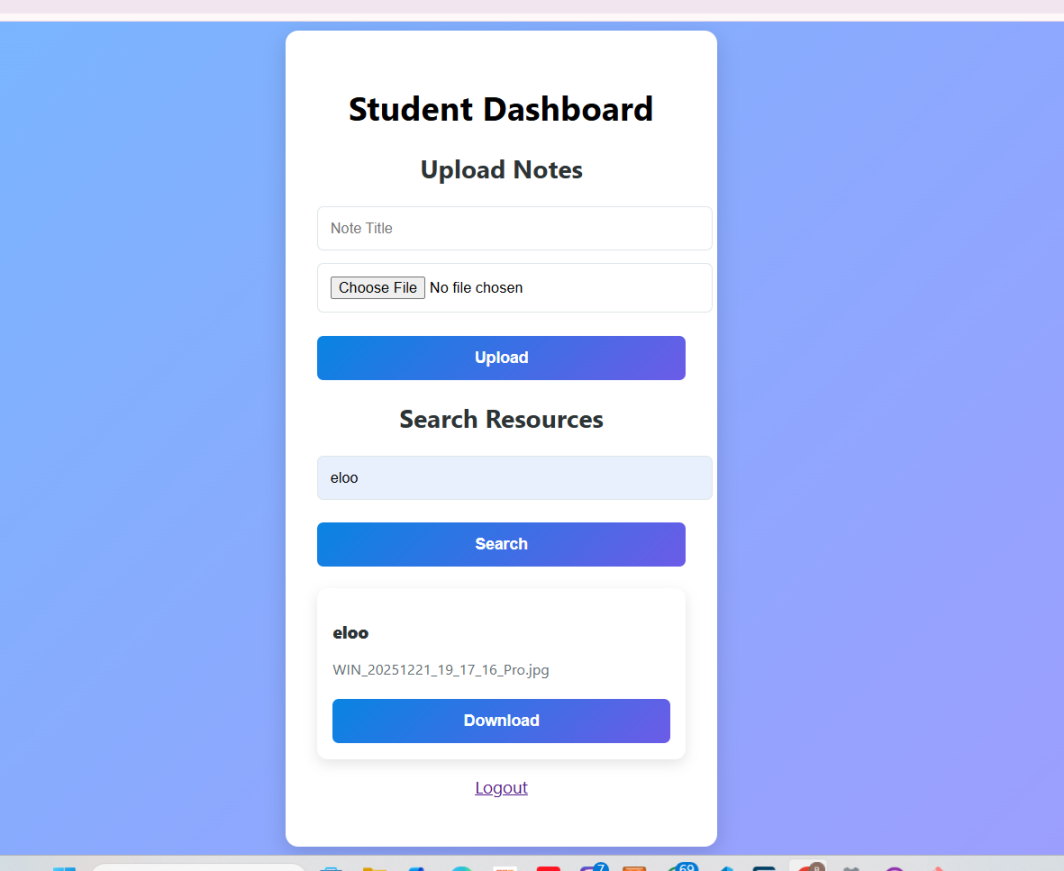 Student Dashboard
Upload Notes
Note Title
Choose File No file chosen
Upload
Search Resources
eloo
Search
eloo
WIN_20251221_19_17_16_Pro.jpg
Download
Logout
7
69
8